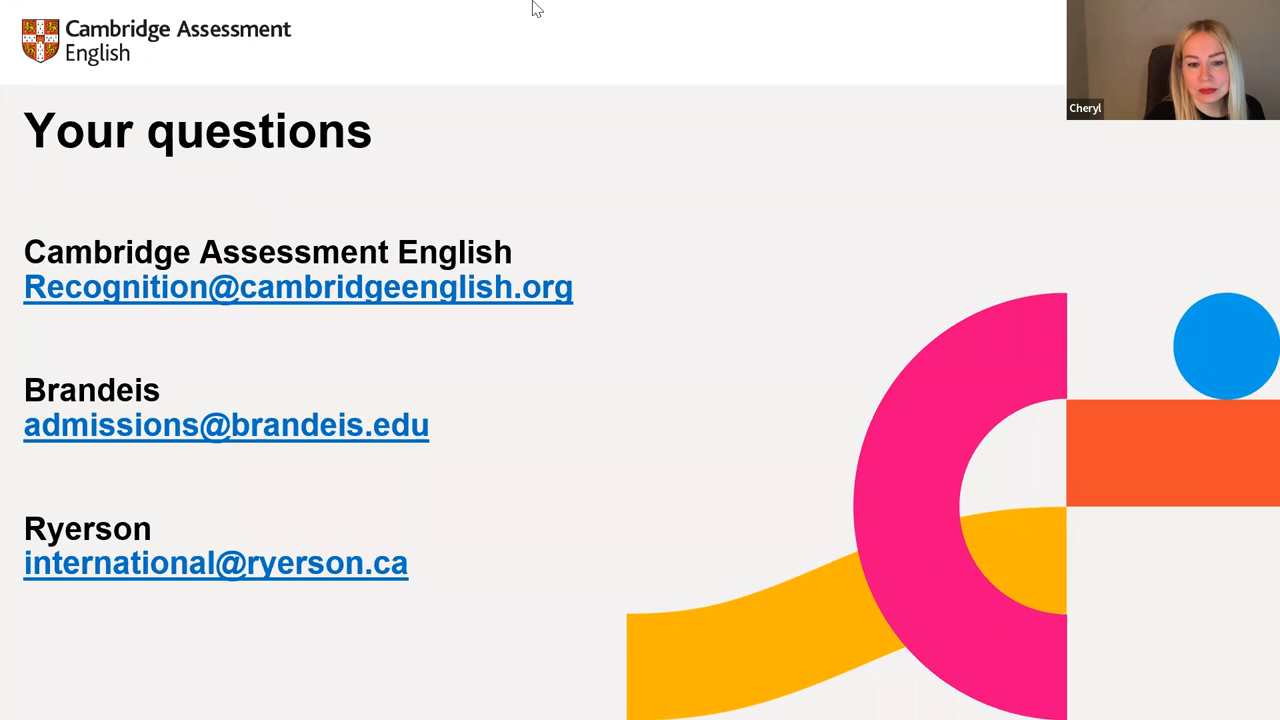 Cambridge Assessment
English
Cheryl
Your questions
Cambridge Assessment English
Recognition@cambridgeenglish.org
Brandeis
admissions@brandeis.edu
Ryerson
international@ryerson.ca